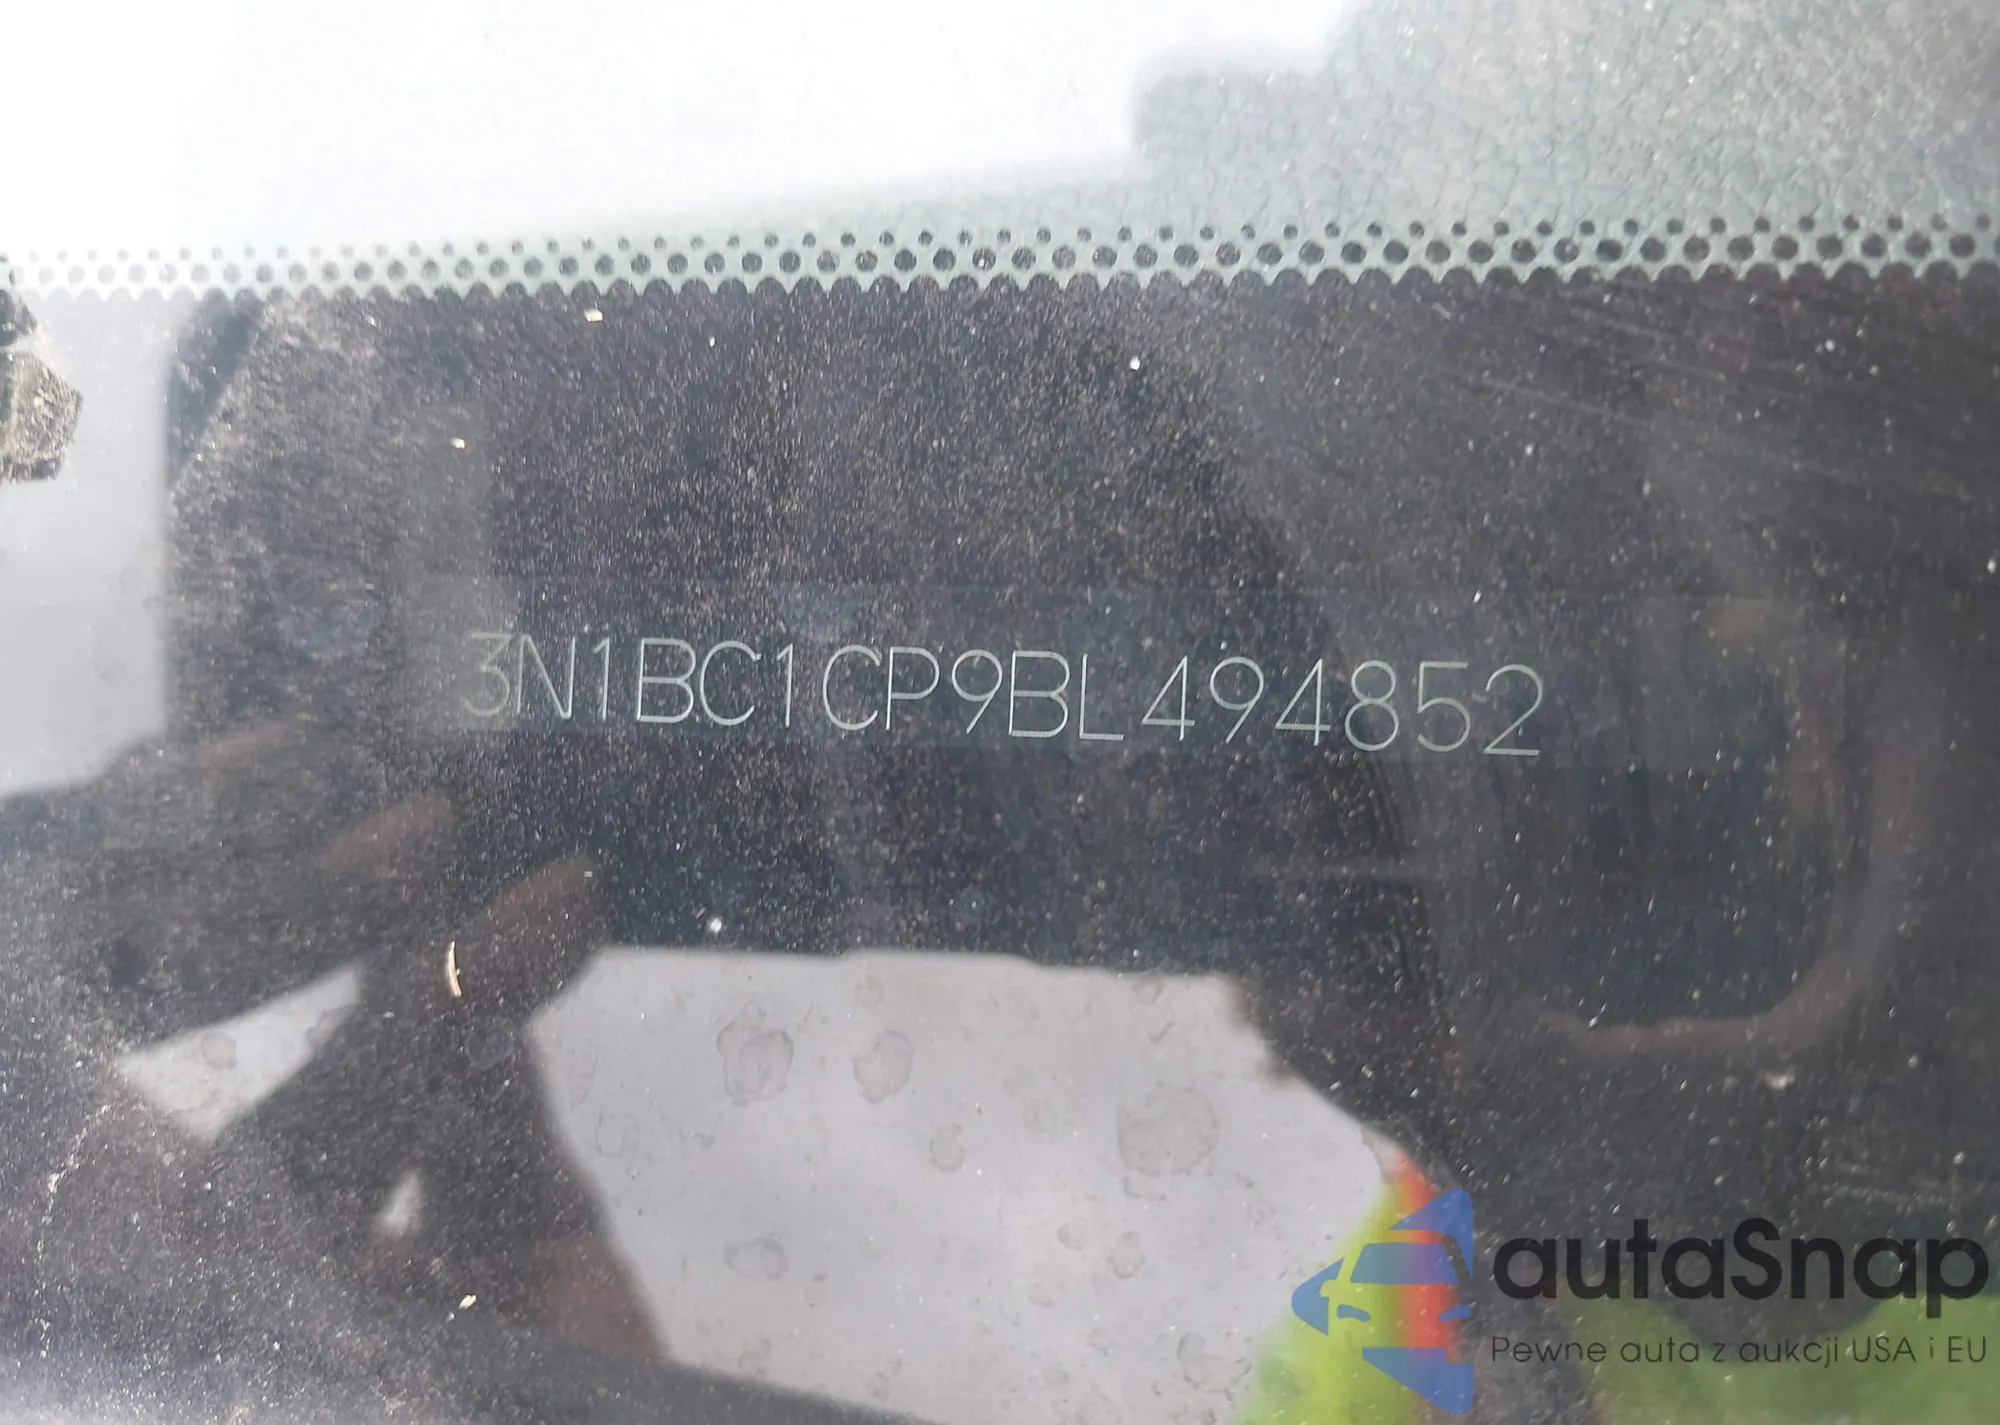 3N1BC1CP9BL494852
autaSnap
Pewne auta z aukcji USA i EU